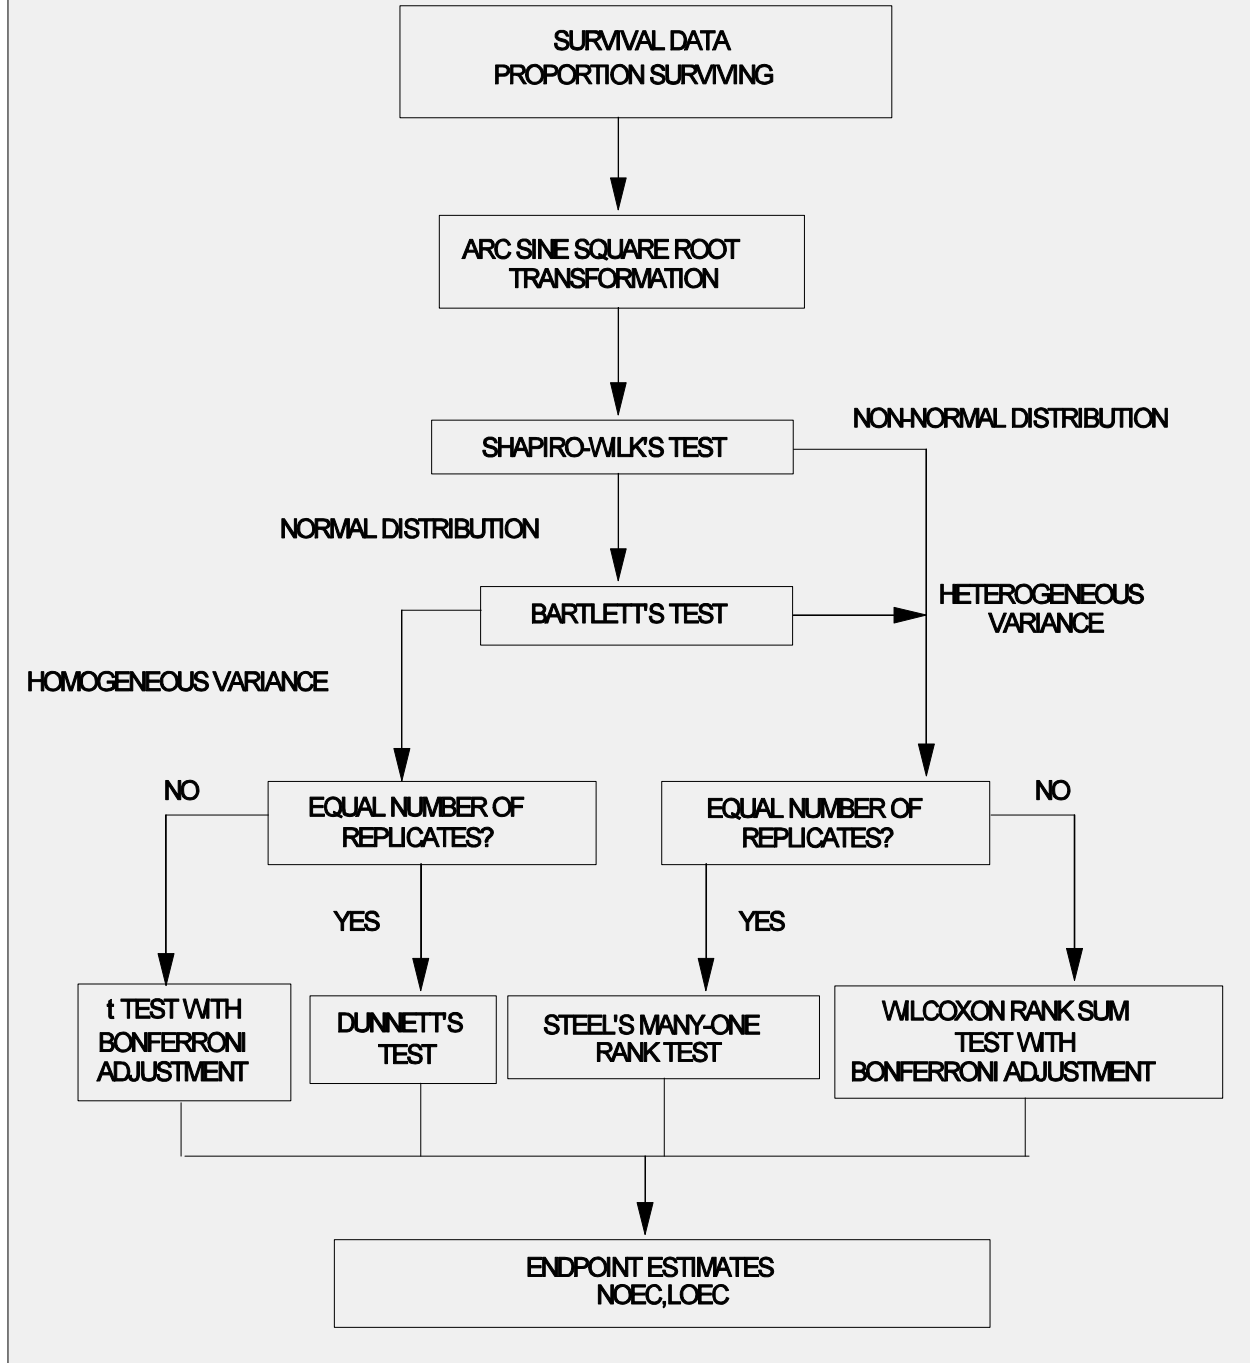 SURVIVAL DATA
PROPORTION SURVIVING
ARC SINE SQUARE ROOT
TRANSFORMATION
NON-NORMAL DISTRIBUTION
SHAPIRO-WILK'S TEST
NORMAL DISTRIBUTION
HETEROGENEOUS
VARIANCE
BARTLETT'S TEST
HOMOGENEOUS VARIANCE
NO
EQUAL NUMBER OF
REPLICATES?
EQUAL NUMBER OF
REPLICATES?
NO
YES
YES
t TEST WITH
BONFERRONI
ADJUSTMENT
DUNNETT'S
TEST
STEEL'S MANY-ONE
RANK TEST
WILCOXON RANK SUM
TEST WITH
BONFERRONI ADJUSTMENT
ENDPOINT ESTIMATES
NOEC,LOEC